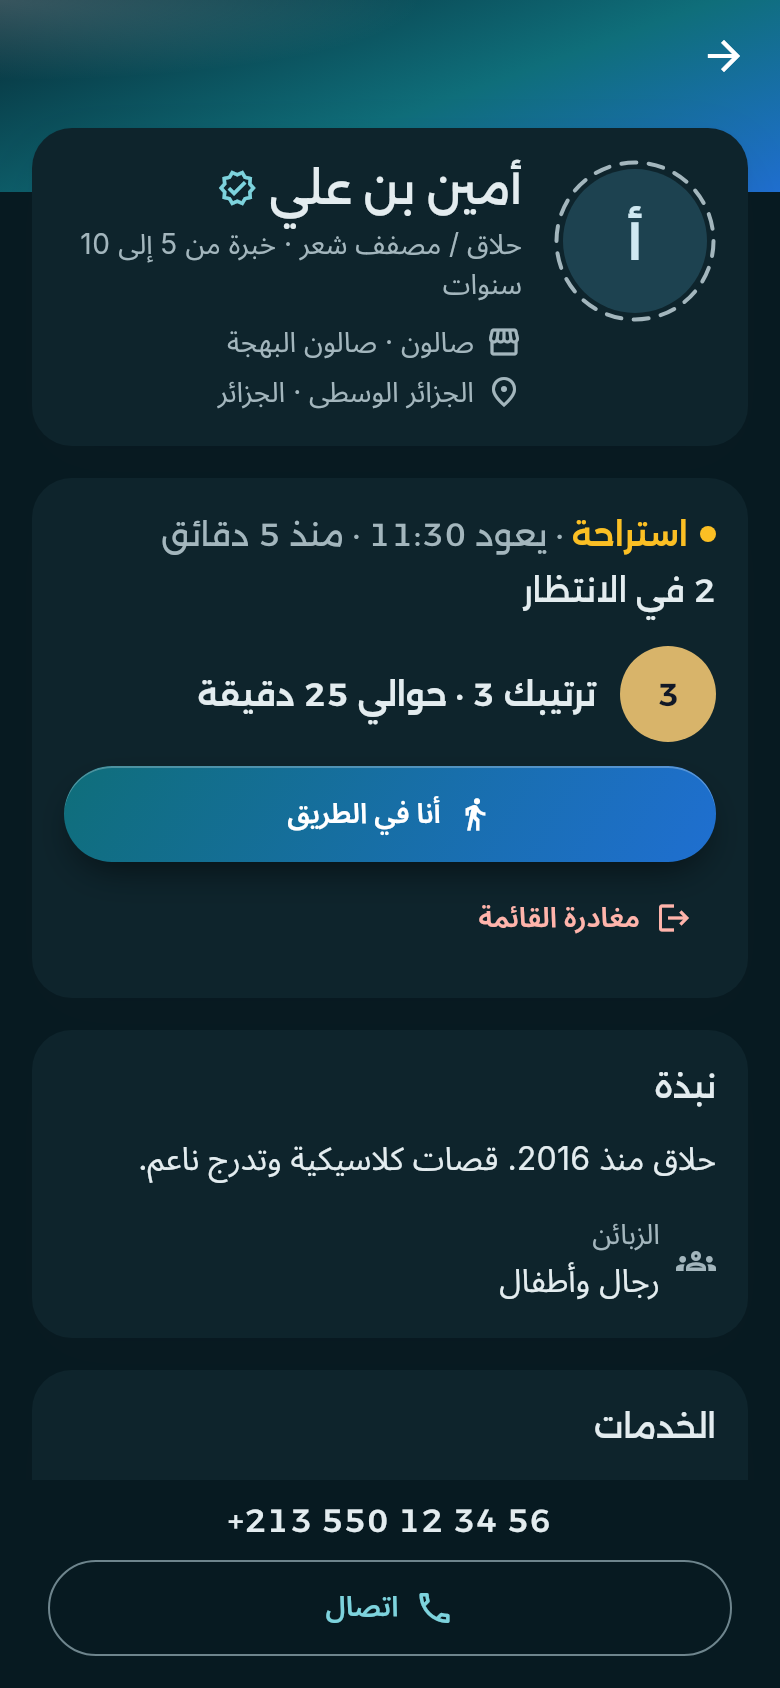 أمين بن علي
أ
حلاق / مصفف شعر · خبرة من 5 إلى 10
سنوات
صالون · صالون البهجة
الجزائر الوسطى · الجزائر
استراحة · يعود 11:30 · منذ 5 دقائق
2 في الانتظار
3
ترتيبك 3 · حوالي 25 دقيقة
أنا في الطريق
مغادرة القائمة
نبذة
حلاق منذ 2016. قصات كلاسيكية وتدرج ناعم.
الزبائن
رجال وأطفال
الخدمات
+213 550 12 34 56
اتصال